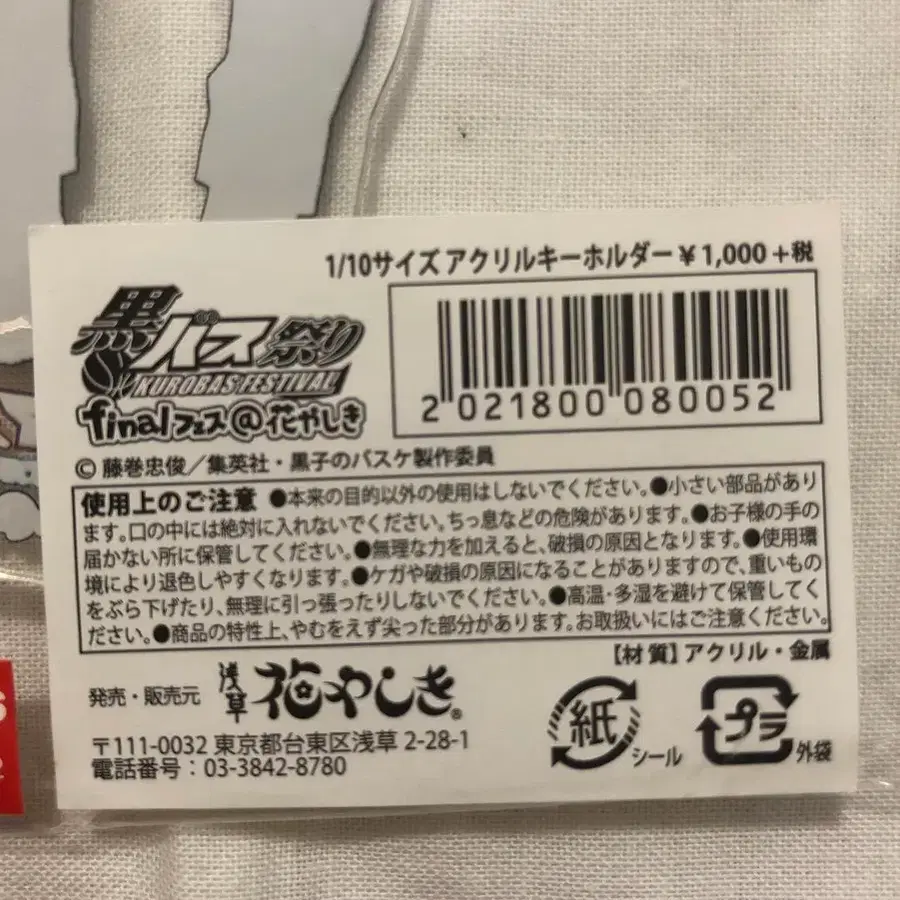 1/10サイズ アクリルキーホルダー ¥1,000+税
黒バス祭り
KUROBAS FESTIVAL
finalフェス@花やしき
2 021800 080052
© 藤巻忠俊／集英社・黒子のバスケ製作委員
使用上のご注意 ●本来の目的以外の使用はしないでください。●小さい部品があり
ます。口の中には絶対に入れないでください。ちっ息などの危険があります。●お子様の手の
届かない所に保管してください。●無理な力を加えると、破損の原因となります。●使用環
境により退色しやすくなります。●ケガや破損の原因になることがありますので、重いもの
をぶら下げたり、無理に引っ張ったりしないでください。●高温・多湿を避けて保管してく
ださい。●商品の特性上、やむをえず尖った部分があります。お取扱いにはご注意ください。
【材質】アクリル・金属
発売・販売元 浅草 花やしき®
〒111-0032 東京都台東区浅草 2-28-1
電話番号：03-3842-8780
紙 シール
プラ 外袋